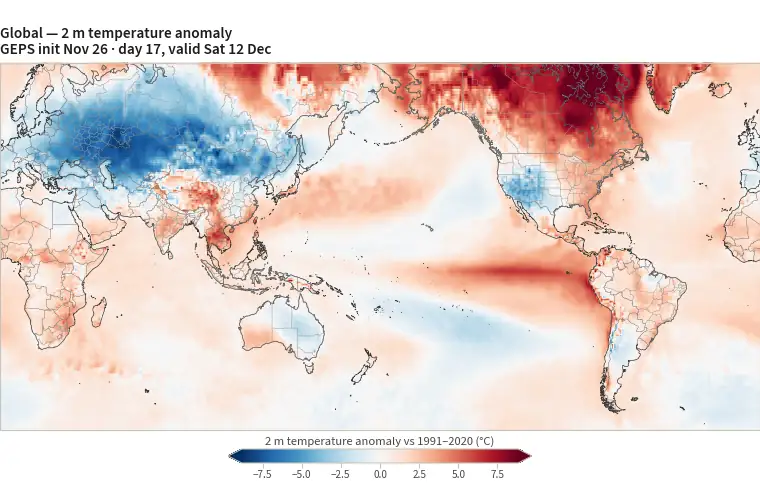 Global — 2 m temperature anomaly
GEPS init Nov 26 · day 17, valid Sat 12 Dec
2 m temperature anomaly vs 1991–2020 (°C)
−7.5 −5.0 −2.5 0.0 2.5 5.0 7.5